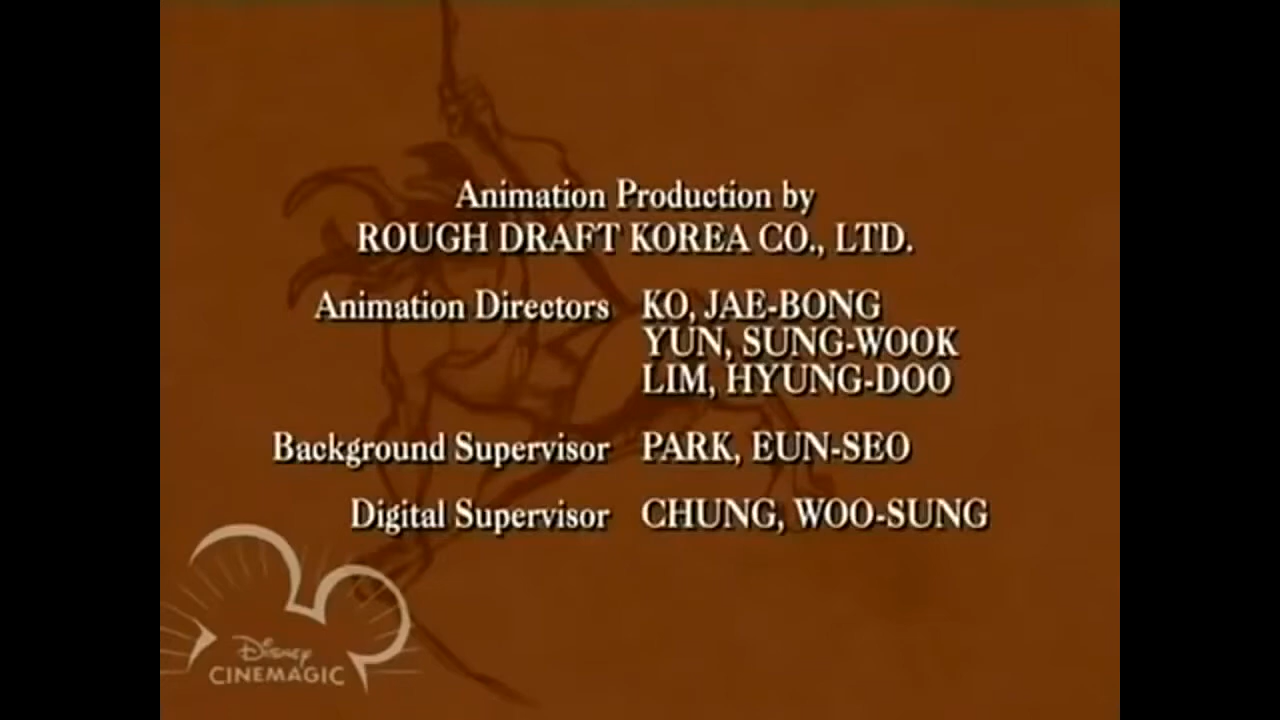 Animation Production by
ROUGH DRAFT KOREA CO., LTD.
Animation Directors KO, JAE-BONG
YUN, SUNG-WOOK
LIM, HYUNG-DOO
Background Supervisor PARK, EUN-SEO
Digital Supervisor CHUNG, WOO-SUNG
Disney
CINEMAGIC